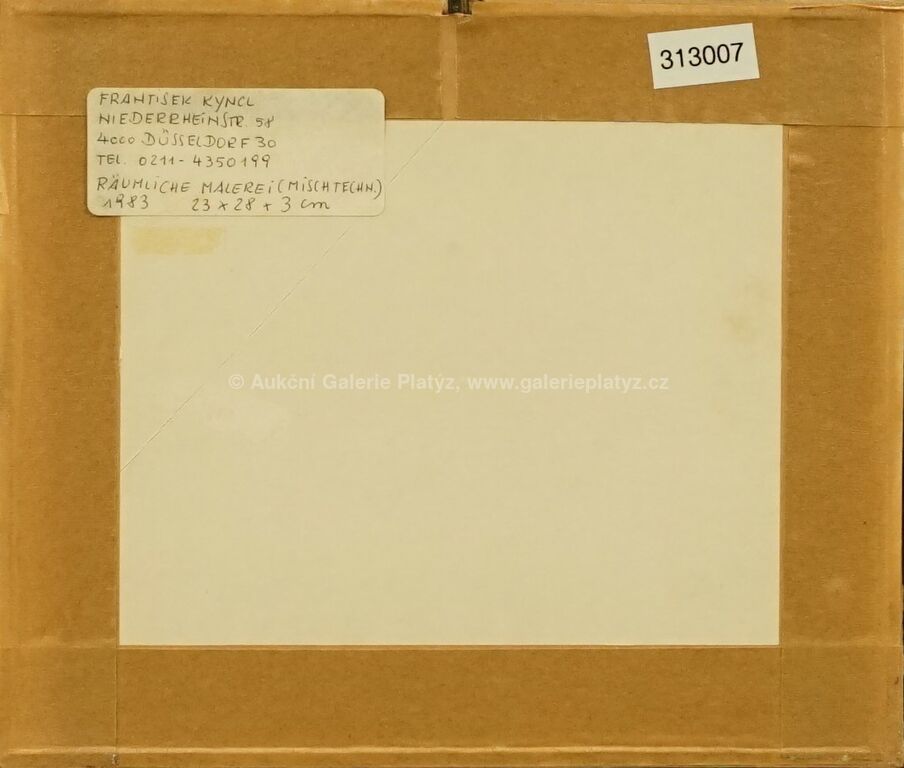 313007
FRANTIŠEK KYNCL
NIEDERRHEINSTR. 58
4000 DÜSSELDORF 30
TEL. 0211-4350199
RÄUMLICHE MALEREI (MISCHTECHN.)
1983 23 x 28 x 3 cm
© Aukční Galerie Platýz, www.galerieplatyz.cz